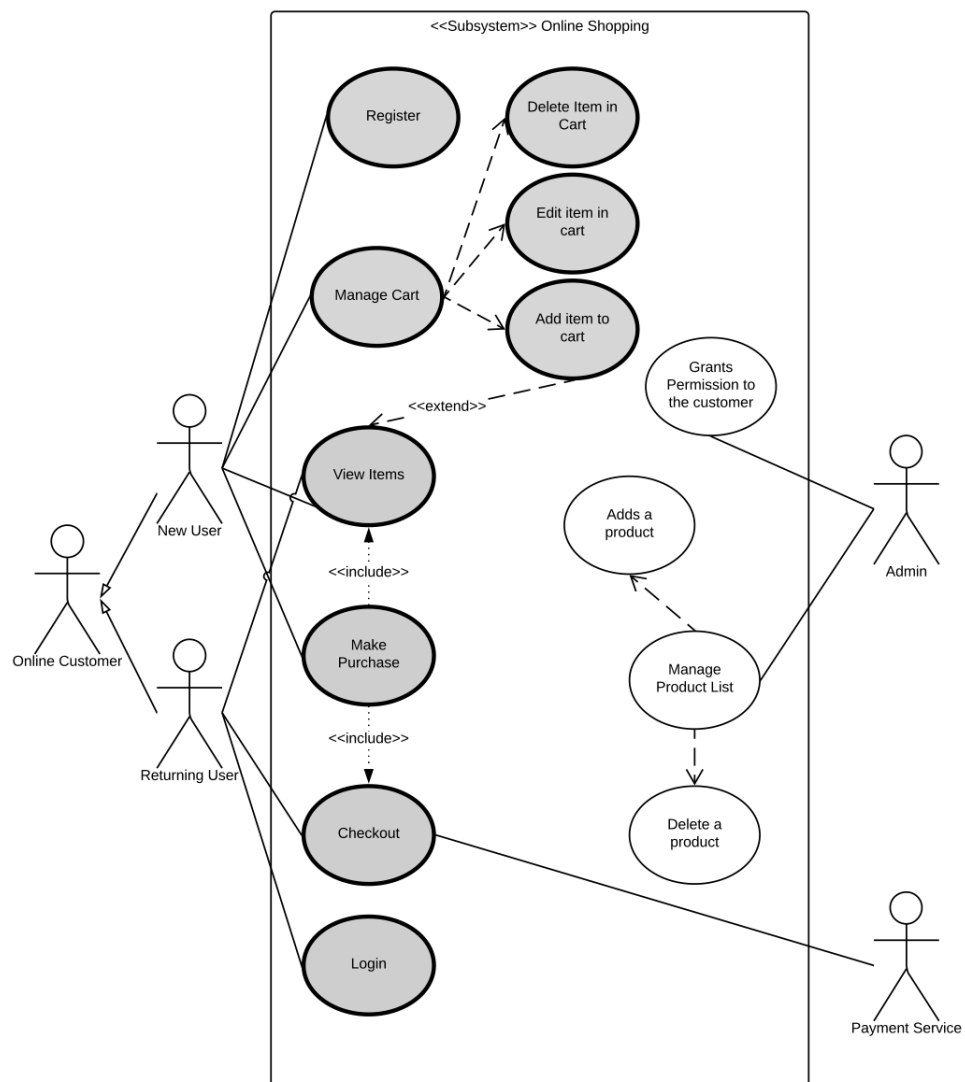 <<Subsystem>> Online Shopping
Register
Delete Item in
Cart
Edit item in
cart
Manage Cart
Add item to
cart
Grants
Permission to
the customer
<<extend>>
View Items
New User
Adds a
product
Admin
<<include>>
Online Customer
Make
Purchase
Manage
Product List
<<include>>
Returning User
Checkout
Delete a
product
Login
Payment Service